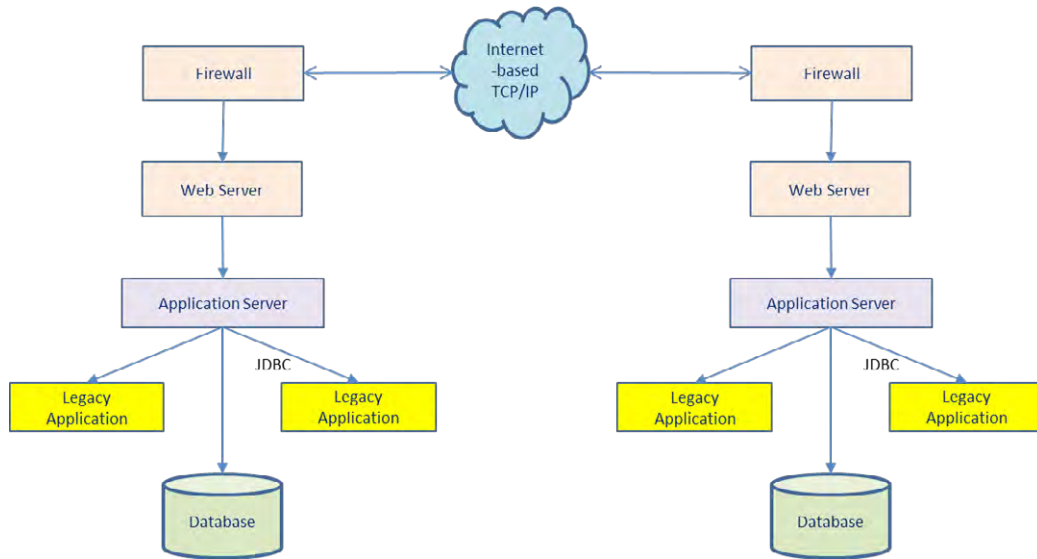 Internet
-based
TCP/IP
Firewall
Firewall
Web Server
Web Server
Application Server
Application Server
JDBC
JDBC
Legacy
Application
Legacy
Application
Legacy
Application
Legacy
Application
Database
Database